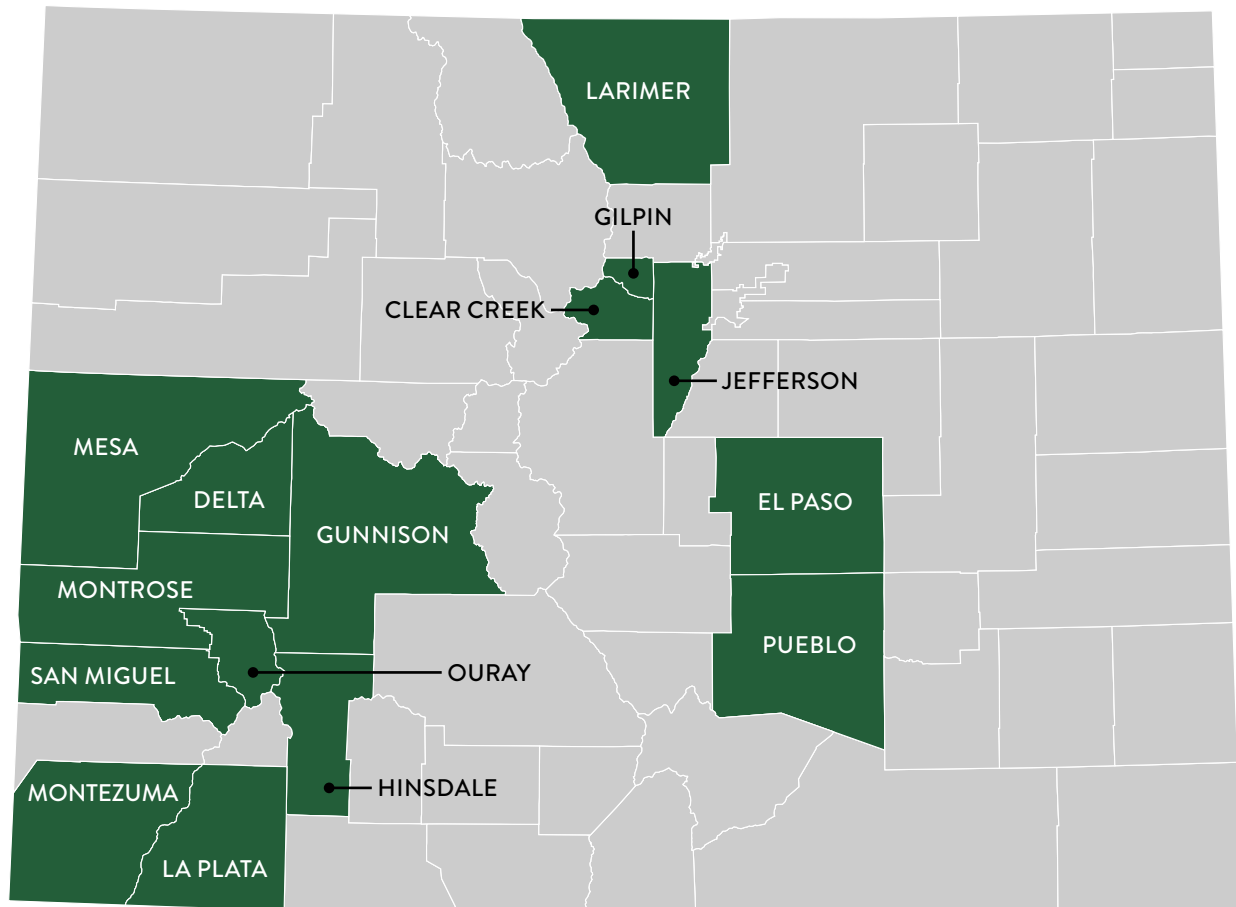 LARIMER
GILPIN
CLEAR CREEK
JEFFERSON
MESA
DELTA
EL PASO
GUNNISON
MONTROSE
PUEBLO
SAN MIGUEL
OURAY
HINSDALE
MONTEZUMA
LA PLATA